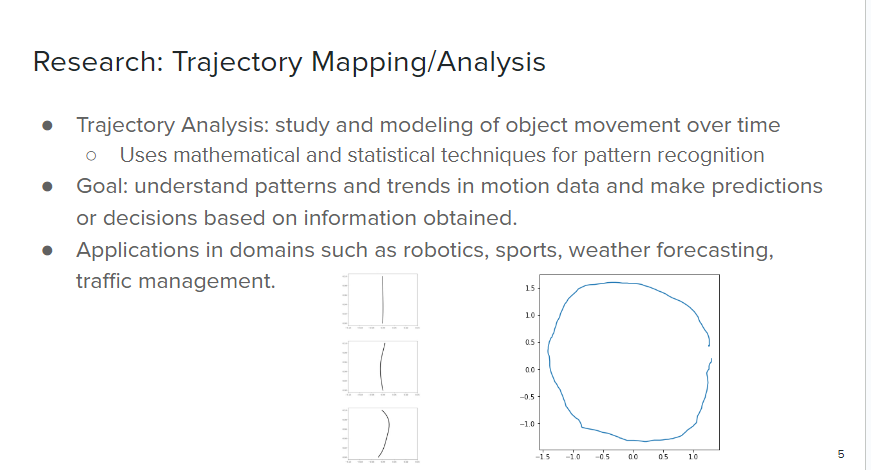 Research: Trajectory Mapping/Analysis
● Trajectory Analysis: study and modeling of object movement over time
○ Uses mathematical and statistical techniques for pattern recognition
● Goal: understand patterns and trends in motion data and make predictions
or decisions based on information obtained.
● Applications in domains such as robotics, sports, weather forecasting,
traffic management.
1.5
1.0
0.5
0.0
−0.5
−1.0
−1.5 −1.0 −0.5 0.0 0.5 1.0
5